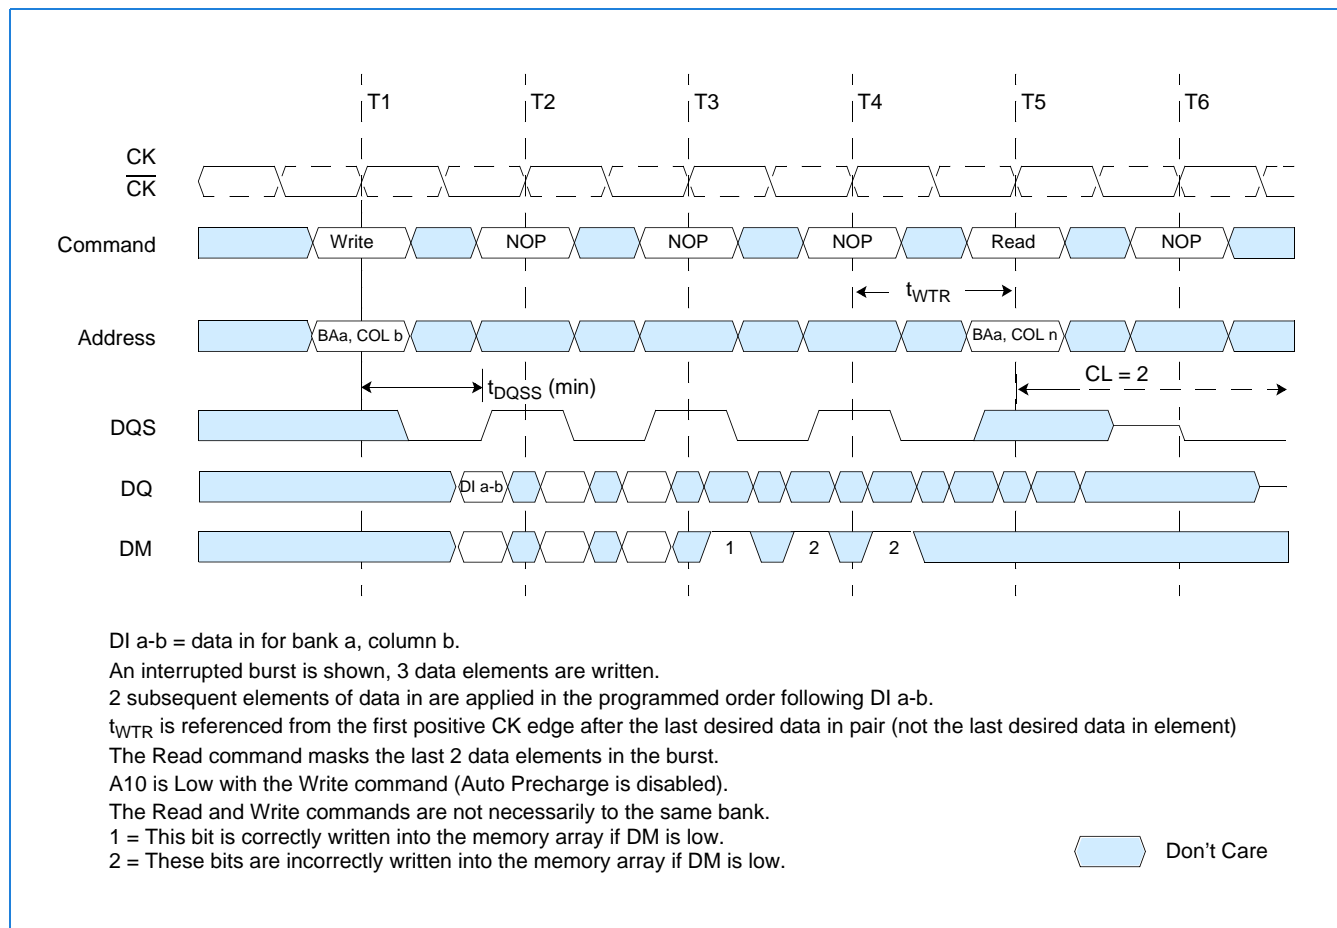 T1 T2 T3 T4 T5 T6
CK
CK
Command Write NOP NOP NOP Read NOP
tWTR
Address BAa, COL b BAa, COL n
tDQSS (min) CL = 2
DQS
DQ DI a-b
DM 1 2 2
DI a-b = data in for bank a, column b.
An interrupted burst is shown, 3 data elements are written.
2 subsequent elements of data in are applied in the programmed order following DI a-b.
tWTR is referenced from the first positive CK edge after the last desired data in pair (not the last desired data in element)
The Read command masks the last 2 data elements in the burst.
A10 is Low with the Write command (Auto Precharge is disabled).
The Read and Write commands are not necessarily to the same bank.
1 = This bit is correctly written into the memory array if DM is low.
2 = These bits are incorrectly written into the memory array if DM is low.
Don't Care